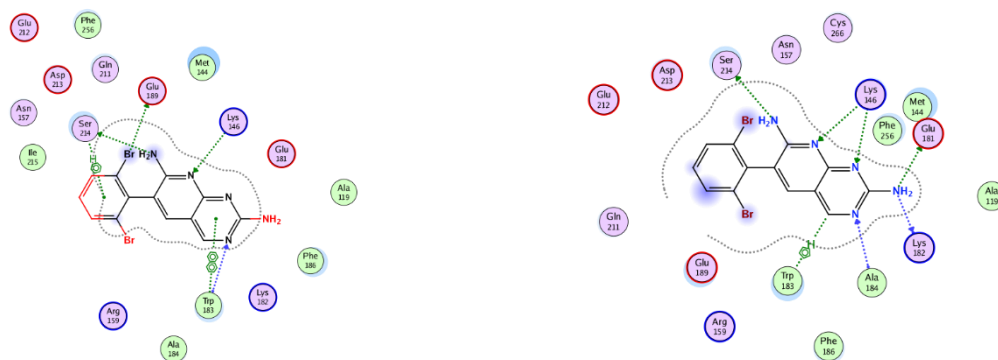 Glu
212
Phe
256
Asp
213
Gln
211
Met
144
Glu
189
Asn
157
Ser
214
Lys
146
Ile
215
H
Br
H₂N
N
N
N
NH₂
Br
Glu
181
Ala
119
Phe
186
Trp
183
Lys
182
Arg
159
Ala
184
Cys
266
Asn
157
Ser
214
Asp
213
Glu
212
Lys
146
Met
144
Phe
256
Glu
181
Br
H₂N
N
N
N
NH₂
Br
Ala
119
Gln
211
Lys
182
H
Glu
189
Trp
183
Ala
184
Arg
159
Phe
186